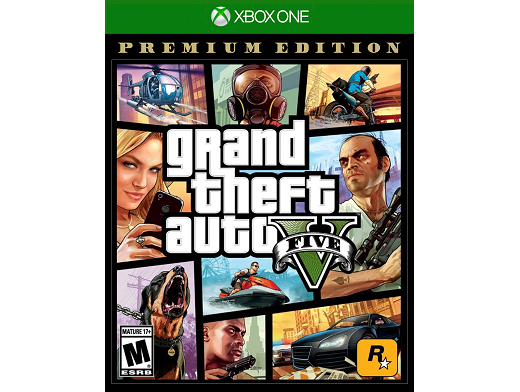 XBOX ONE
PREMIUM EDITION
grand
theft
auto
V
FIVE
MATURE 17+
M
ESRB
R